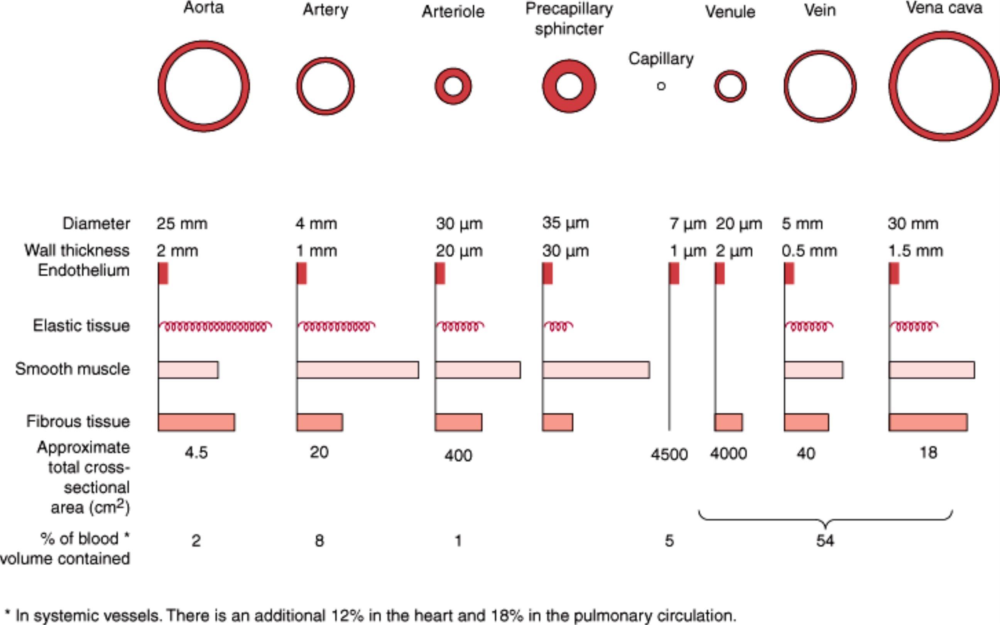 Aorta
Artery
Arteriole
Precapillary
sphincter
Capillary
Venule
Vein
Vena cava
Diameter 25 mm 4 mm 30 µm 35 µm 7 µm 20 µm 5 mm 30 mm
Wall thickness 2 mm 1 mm 20 µm 30 µm 1 µm 2 µm 0.5 mm 1.5 mm
Endothelium
Elastic tissue
Smooth muscle
Fibrous tissue
Approximate
total cross-
sectional
area (cm²)
4.5 20 400 4500 4000 40 18
% of blood *
volume contained
2 8 1 5 54
* In systemic vessels. There is an additional 12% in the heart and 18% in the pulmonary circulation.